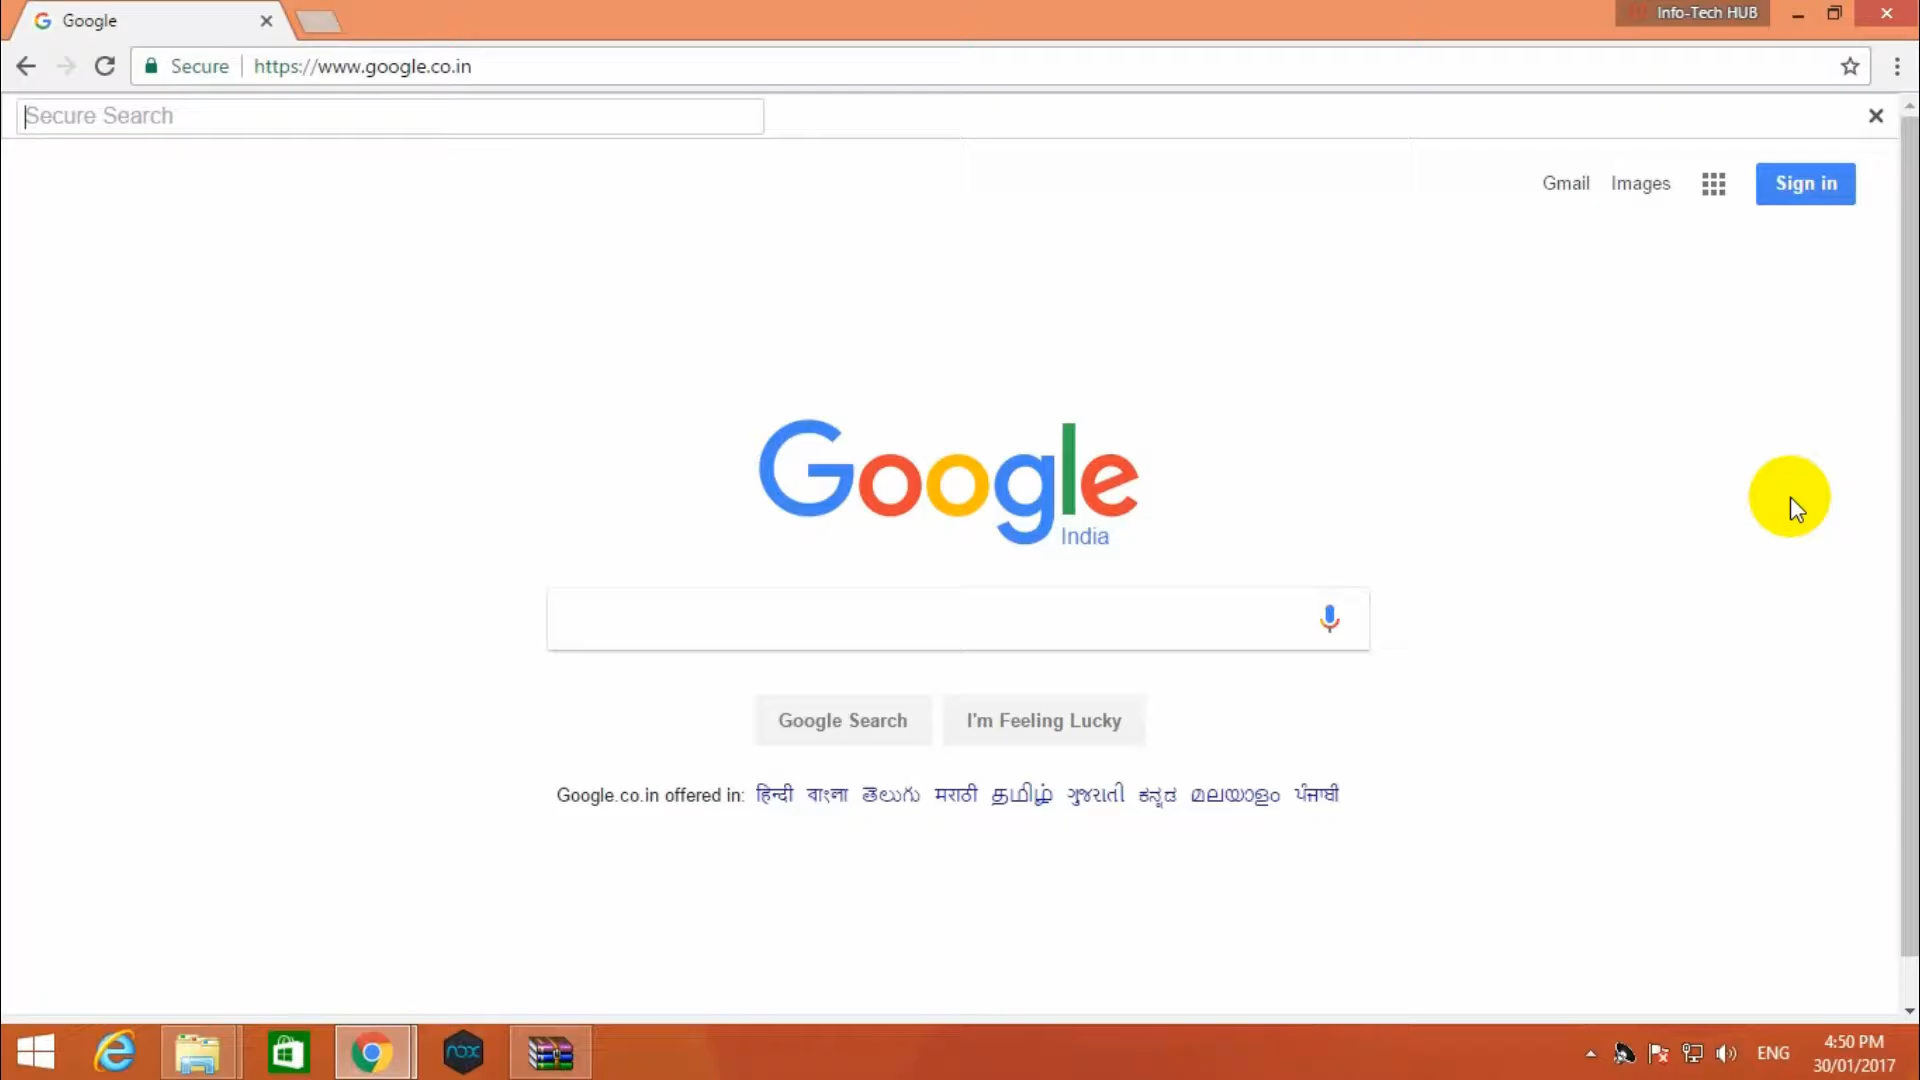 Google
Info-Tech HUB
Secure
https://www.google.co.in
Secure Search
Gmail Images Sign in
Google
India
Google Search I'm Feeling Lucky
Google.co.in offered in: हिन्दी বাংলা తెలుగు मराठी தமிழ் ગુજરાતી ಕನ್ನಡ മലയാളം ਪੰਜਾਬੀ
nox
ENG
4:50 PM
30/01/2017